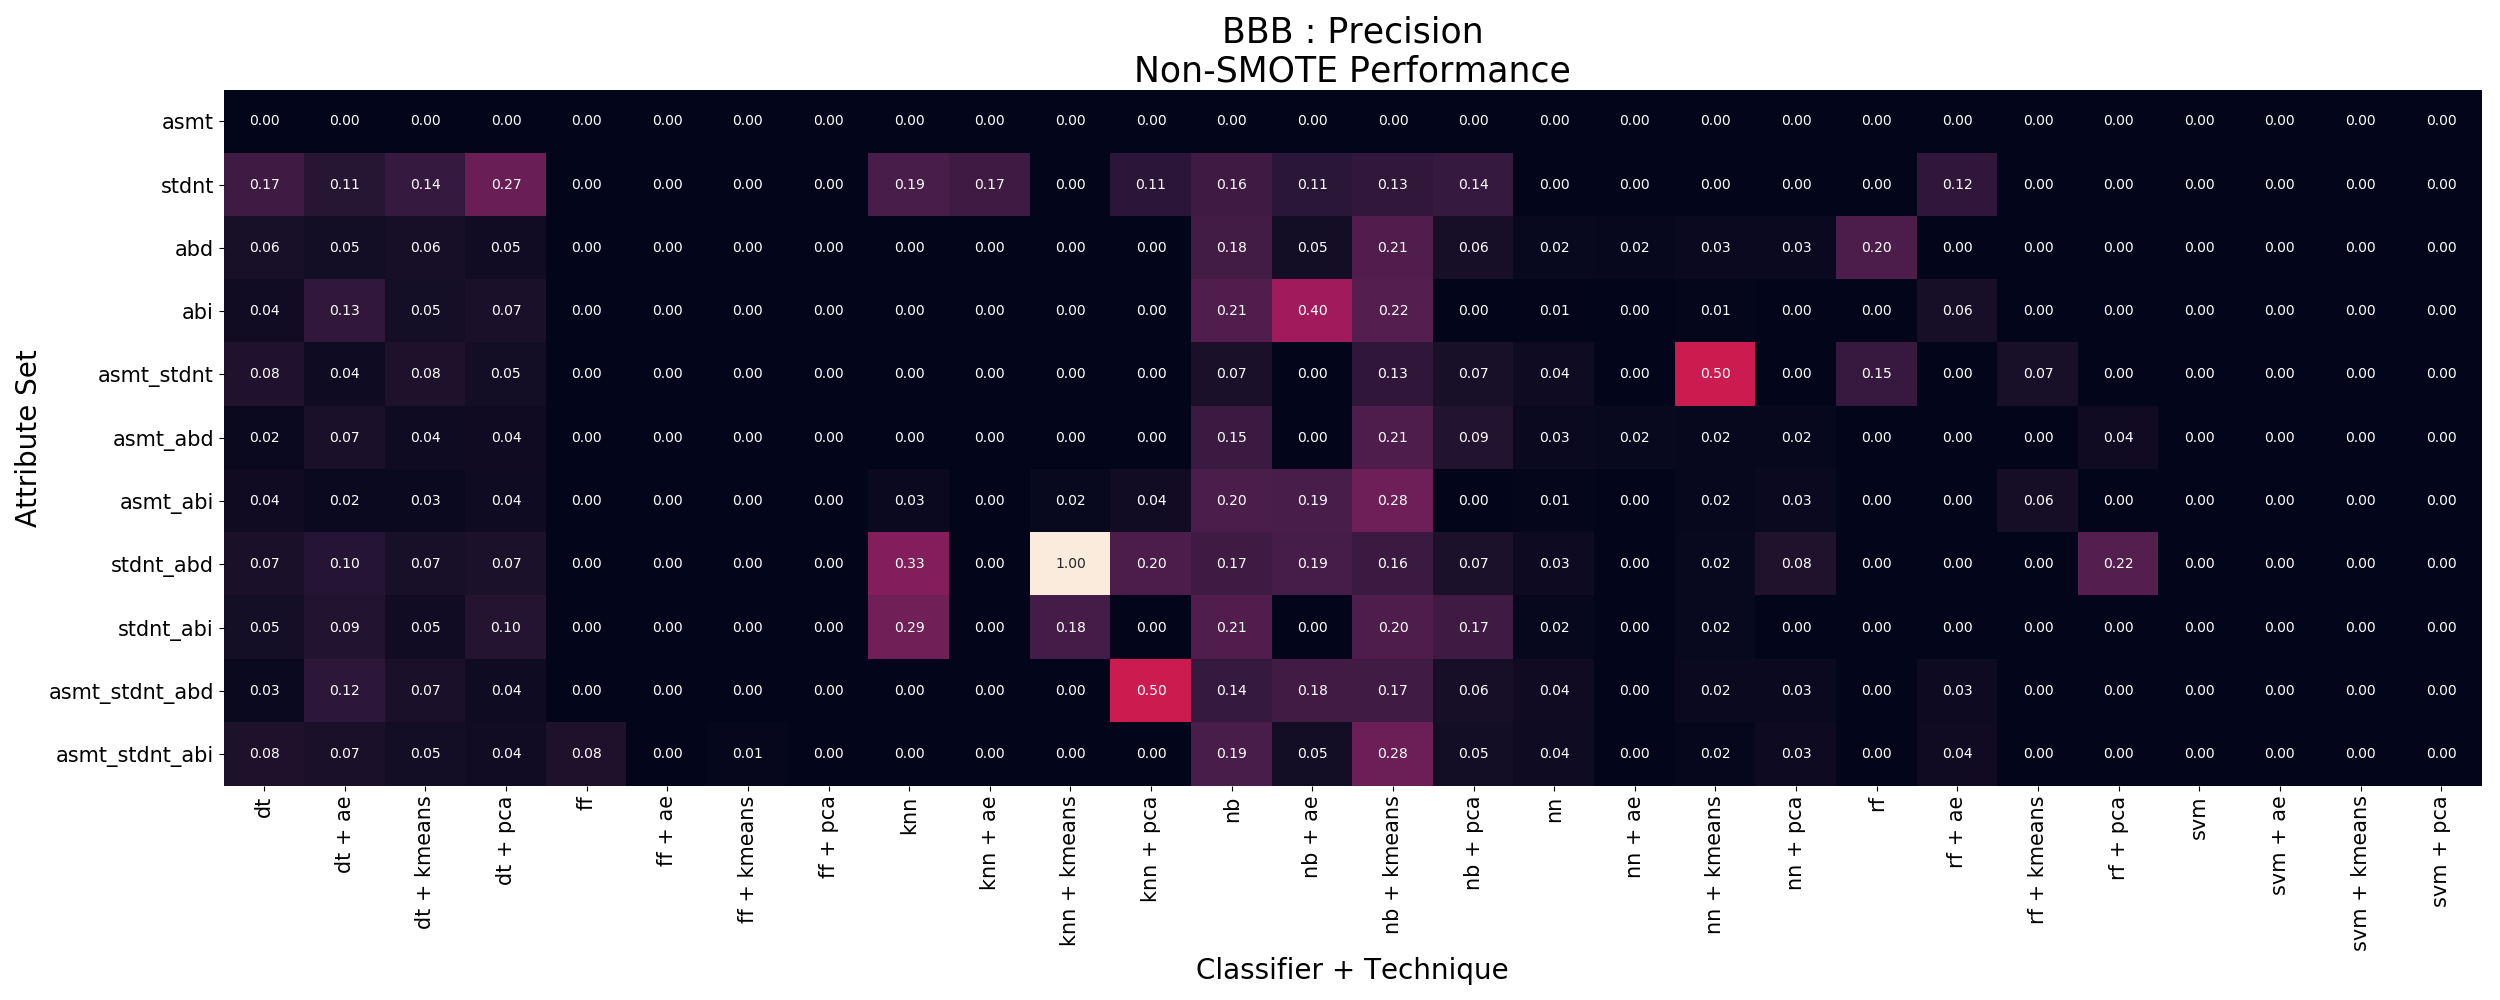 BBB : Precision
Non-SMOTE Performance
asmt 0.00 0.00 0.00 0.00 0.00 0.00 0.00 0.00 0.00 0.00 0.00 0.00 0.00 0.00 0.00 0.00 0.00 0.00 0.00 0.00 0.00 0.00 0.00 0.00 0.00 0.00 0.00 0.00
stdnt 0.17 0.11 0.14 0.27 0.00 0.00 0.00 0.00 0.19 0.17 0.00 0.11 0.16 0.11 0.13 0.14 0.00 0.00 0.00 0.00 0.00 0.12 0.00 0.00 0.00 0.00 0.00 0.00
abd 0.06 0.05 0.06 0.05 0.00 0.00 0.00 0.00 0.00 0.00 0.00 0.00 0.18 0.05 0.21 0.06 0.02 0.02 0.03 0.03 0.20 0.00 0.00 0.00 0.00 0.00 0.00 0.00
abi 0.04 0.13 0.05 0.07 0.00 0.00 0.00 0.00 0.00 0.00 0.00 0.00 0.21 0.40 0.22 0.00 0.01 0.00 0.01 0.00 0.00 0.06 0.00 0.00 0.00 0.00 0.00 0.00
asmt_stdnt 0.08 0.04 0.08 0.05 0.00 0.00 0.00 0.00 0.00 0.00 0.00 0.00 0.07 0.00 0.13 0.07 0.04 0.00 0.50 0.00 0.15 0.00 0.07 0.00 0.00 0.00 0.00 0.00
asmt_abd 0.02 0.07 0.04 0.04 0.00 0.00 0.00 0.00 0.00 0.00 0.00 0.00 0.15 0.00 0.21 0.09 0.03 0.02 0.02 0.02 0.00 0.00 0.00 0.04 0.00 0.00 0.00 0.00
asmt_abi 0.04 0.02 0.03 0.04 0.00 0.00 0.00 0.00 0.03 0.00 0.02 0.04 0.20 0.19 0.28 0.00 0.01 0.00 0.02 0.03 0.00 0.00 0.06 0.00 0.00 0.00 0.00 0.00
stdnt_abd 0.07 0.10 0.07 0.07 0.00 0.00 0.00 0.00 0.33 0.00 1.00 0.20 0.17 0.19 0.16 0.07 0.03 0.00 0.02 0.08 0.00 0.00 0.00 0.22 0.00 0.00 0.00 0.00
stdnt_abi 0.05 0.09 0.05 0.10 0.00 0.00 0.00 0.00 0.29 0.00 0.18 0.00 0.21 0.00 0.20 0.17 0.02 0.00 0.02 0.00 0.00 0.00 0.00 0.00 0.00 0.00 0.00 0.00
asmt_stdnt_abd 0.03 0.12 0.07 0.04 0.00 0.00 0.00 0.00 0.00 0.00 0.00 0.50 0.14 0.18 0.17 0.06 0.04 0.00 0.02 0.03 0.00 0.03 0.00 0.00 0.00 0.00 0.00 0.00
asmt_stdnt_abi 0.08 0.07 0.05 0.04 0.08 0.00 0.01 0.00 0.00 0.00 0.00 0.00 0.19 0.05 0.28 0.05 0.04 0.00 0.02 0.03 0.00 0.04 0.00 0.00 0.00 0.00 0.00 0.00
Attribute Set
dt
dt + ae
dt + kmeans
dt + pca
ff
ff + ae
ff + kmeans
ff + pca
knn
knn + ae
knn + kmeans
knn + pca
nb
nb + ae
nb + kmeans
nb + pca
nn
nn + ae
nn + kmeans
nn + pca
rf
rf + ae
rf + kmeans
rf + pca
svm
svm + ae
svm + kmeans
svm + pca
Classifier + Technique